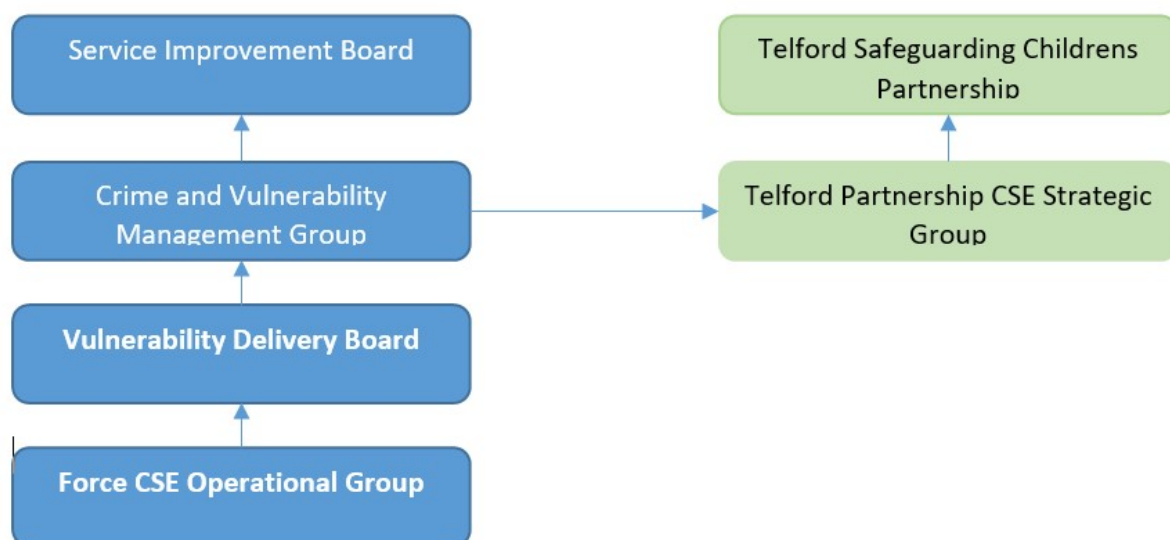 Service Improvement Board
Telford Safeguarding Childrens
Partnership
Crime and Vulnerability
Management Group
Telford Partnership CSE Strategic
Group
Vulnerability Delivery Board
Force CSE Operational Group